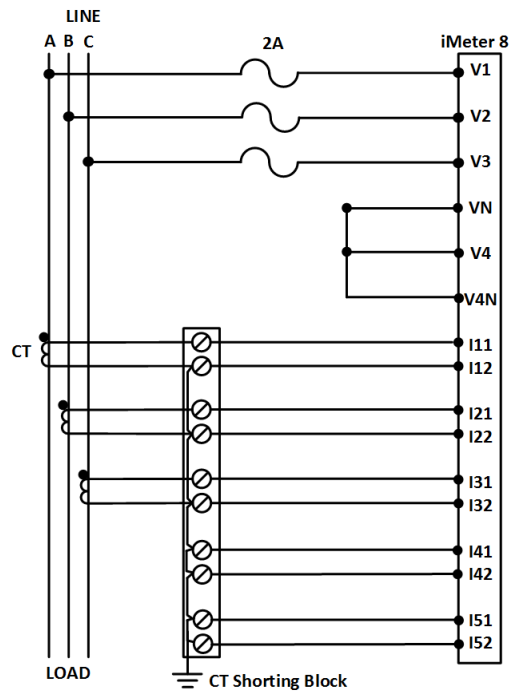 LINE
A B C
2A
iMeter 8
V1
V2
V3
VN
V4
V4N
CT
I11
I12
I21
I22
I31
I32
I41
I42
I51
I52
LOAD
CT Shorting Block